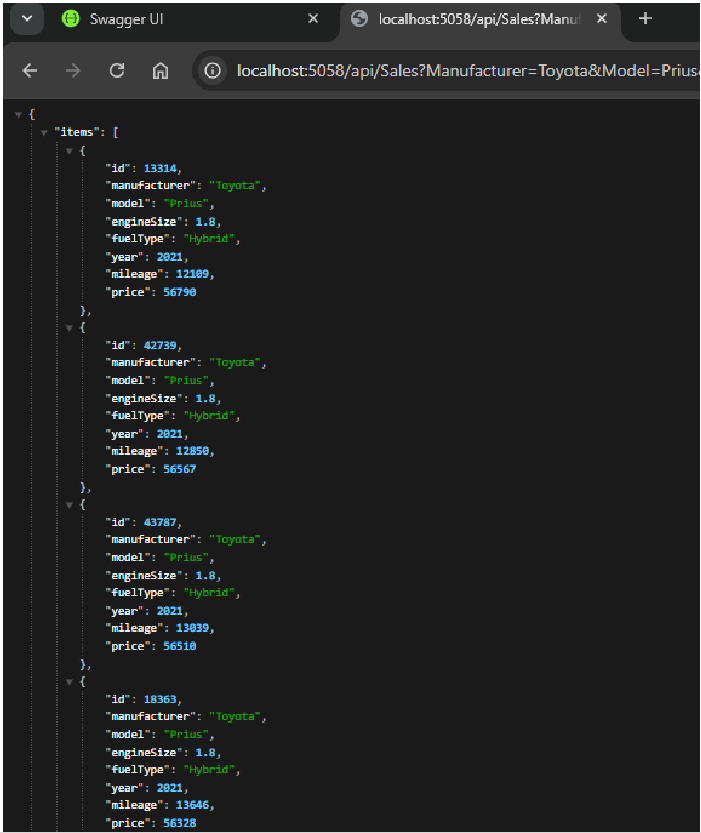 Swagger UI
localhost:5058/api/Sales?Manuf
localhost:5058/api/Sales?Manufacturer=Toyota&Model=Prius
{
"items": [
{
"id": 13314,
"manufacturer": "Toyota",
"model": "Prius",
"engineSize": 1.8,
"fuelType": "Hybrid",
"year": 2021,
"mileage": 12109,
"price": 56790
},
{
"id": 42739,
"manufacturer": "Toyota",
"model": "Prius",
"engineSize": 1.8,
"fuelType": "Hybrid",
"year": 2021,
"mileage": 12850,
"price": 56567
},
{
"id": 43787,
"manufacturer": "Toyota",
"model": "Prius",
"engineSize": 1.8,
"fuelType": "Hybrid",
"year": 2021,
"mileage": 13039,
"price": 56510
},
{
"id": 18363,
"manufacturer": "Toyota",
"model": "Prius",
"engineSize": 1.8,
"fuelType": "Hybrid",
"year": 2021,
"mileage": 13646,
"price": 56328